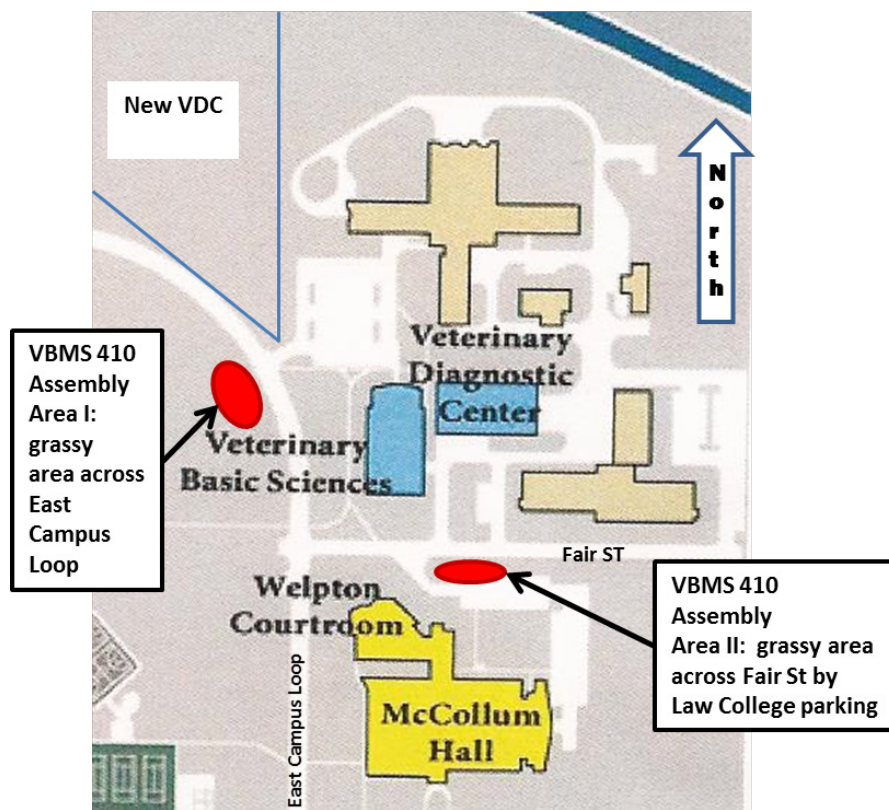 New VDC
North
Veterinary
Diagnostic
Center
VBMS 410
Assembly
Area I:
grassy
area across
East
Campus
Loop
Veterinary
Basic Sciences
Fair ST
Welpton
Courtroom
VBMS 410
Assembly
Area II:  grassy area
across Fair St by
Law College parking
East Campus Loop
McCollum
Hall